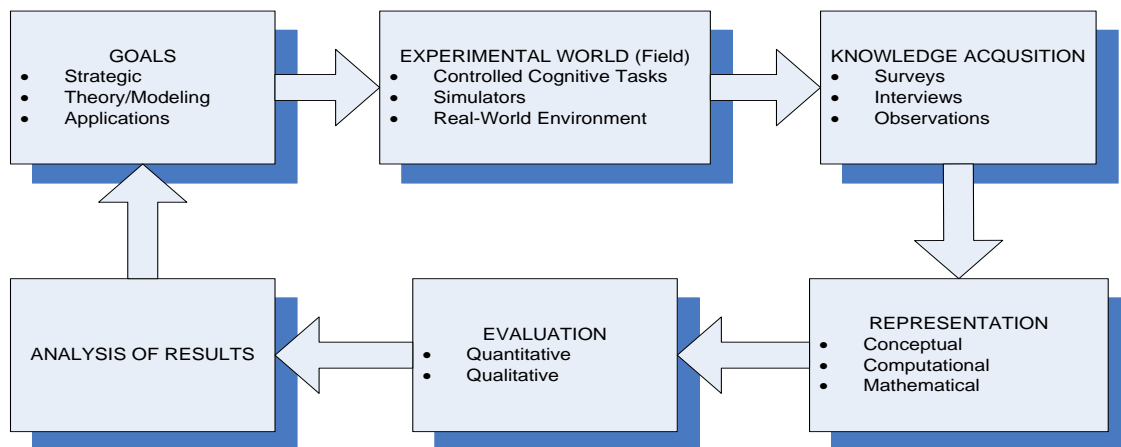 GOALS
• Strategic
• Theory/Modeling
• Applications
EXPERIMENTAL WORLD (Field)
• Controlled Cognitive Tasks
• Simulators
• Real-World Environment
KNOWLEDGE ACQUSITION
• Surveys
• Interviews
• Observations
REPRESENTATION
• Conceptual
• Computational
• Mathematical
EVALUATION
• Quantitative
• Qualitative
ANALYSIS OF RESULTS